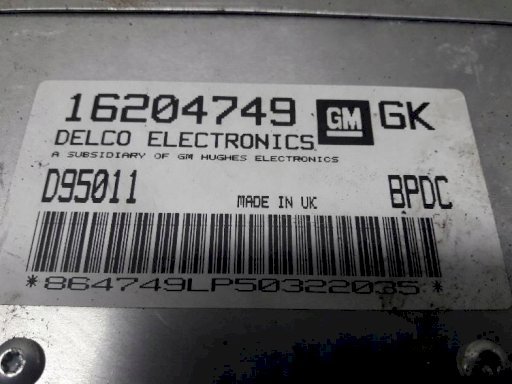 16204749 GM GK
DELCO ELECTRONICS
A SUBSIDIARY OF GM HUGHES ELECTRONICS
D95011 MADE IN UK BPDC
*864749LP50322035*